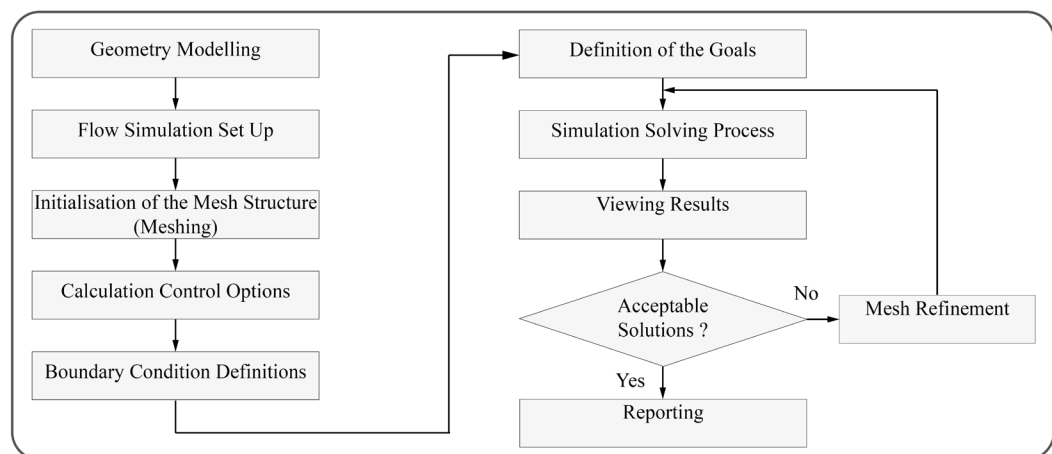 Geometry Modelling
Flow Simulation Set Up
Initialisation of the Mesh Structure
(Meshing)
Calculation Control Options
Boundary Condition Definitions
Definition of the Goals
Simulation Solving Process
Viewing Results
Acceptable
Solutions ?
No
Mesh Refinement
Yes
Reporting